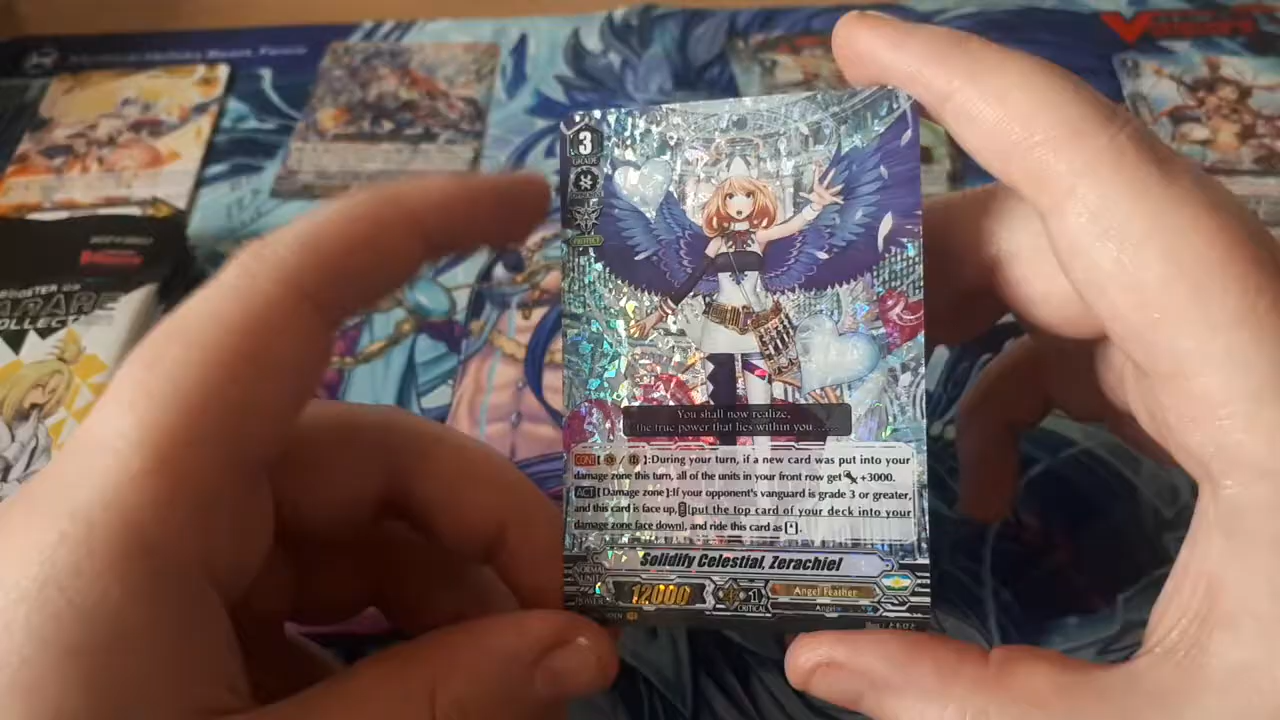 3
GRADE
PROTECT
You shall now realize,
the true power that lies within you……
CONT[ / ]:During your turn, if a new card was put into your
damage zone this turn, all of the units in your front row get +3000.
ACT[Damage zone]:If your opponent's vanguard is grade 3 or greater,
and this card is face up, [put the top card of your deck into your
damage zone face down], and ride this card as [ ].
Solidify Celestial, Zerachiel
NORMAL
UNIT
POWER 12000
1
CRITICAL
Angel Feather
Angel